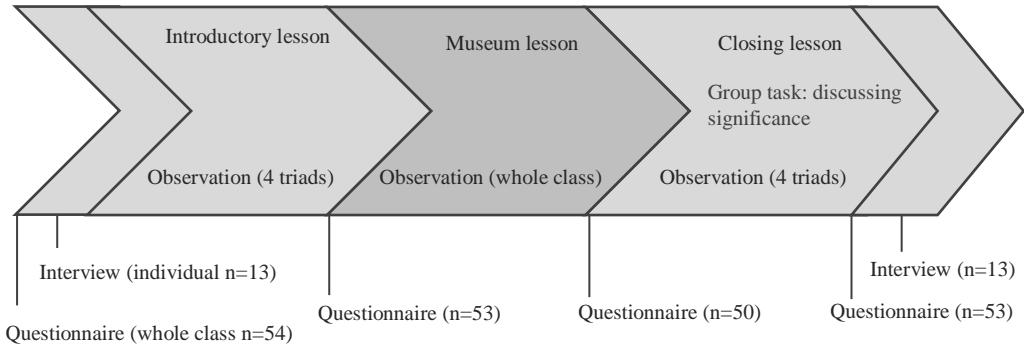 Introductory lesson
Museum lesson
Closing lesson
Group task: discussing
significance
Observation (4 triads)
Observation (whole class)
Observation (4 triads)
Interview (individual n=13)
Interview (n=13)
Questionnaire (n=53)
Questionnaire (n=50)
Questionnaire (n=53)
Questionnaire (whole class n=54)